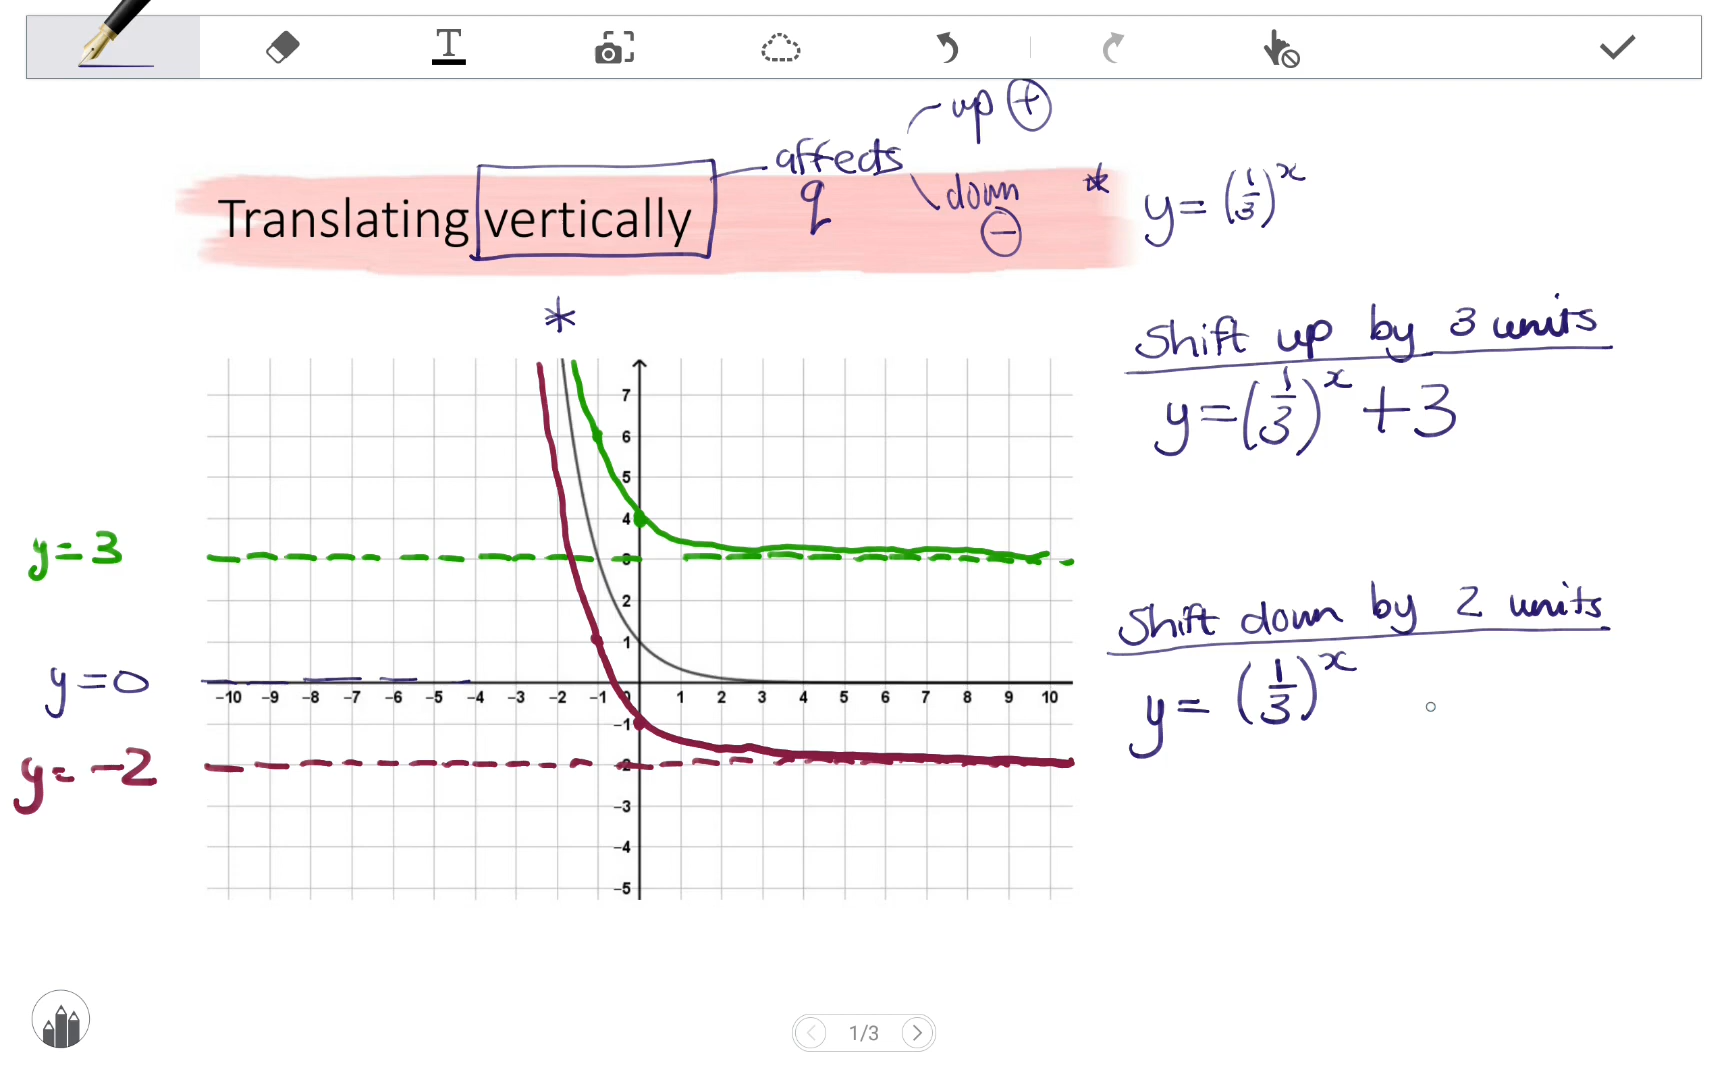 T
up (+)
affects
q
down
(−)
Translating vertically
* y = (1/3)^x
*
Shift up by 3 units
y = (1/3)^x + 3
7
6
5
4
3
2
1
y = 3
y = 0
-10 -9 -8 -7 -6 -5 -4 -3 -2 -1 0 1 2 3 4 5 6 7 8 9 10
-1
-2
-3
-4
-5
y = -2
Shift down by 2 units
y = (1/3)^x
1/3